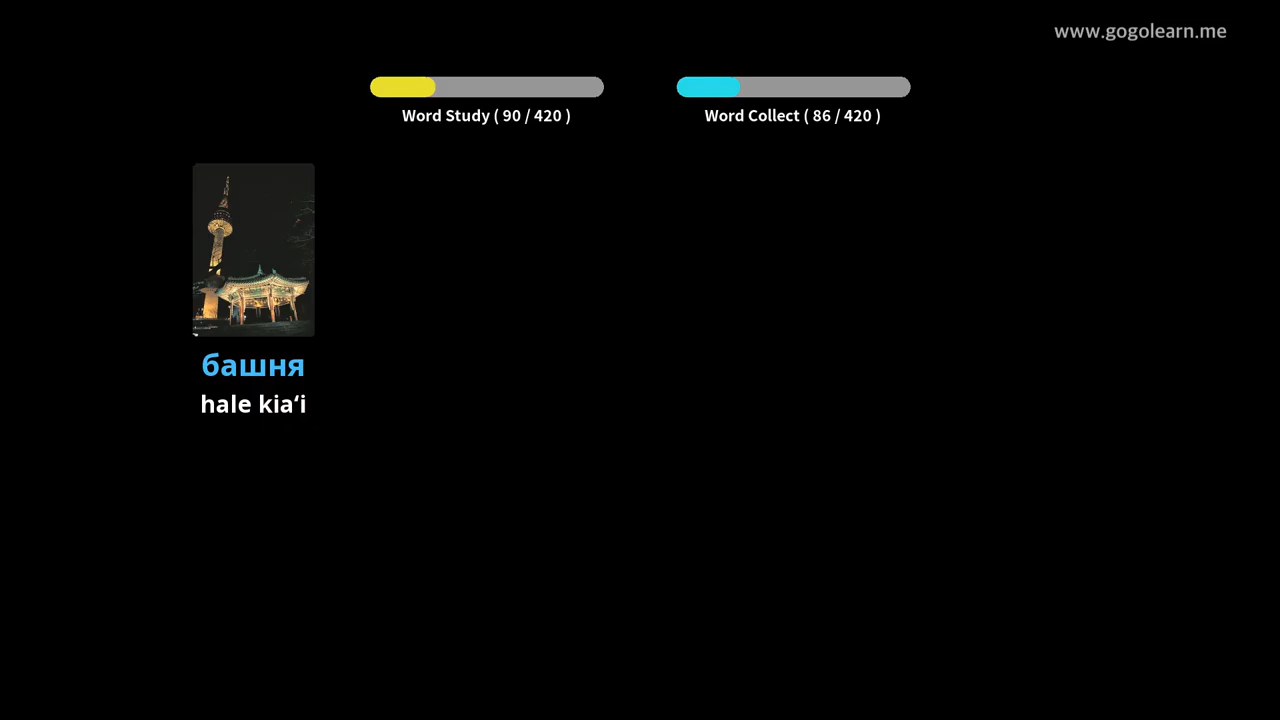 www.gogolearn.me
Word Study ( 90 / 420 )
Word Collect ( 86 / 420 )
башня
hale kiaʻi